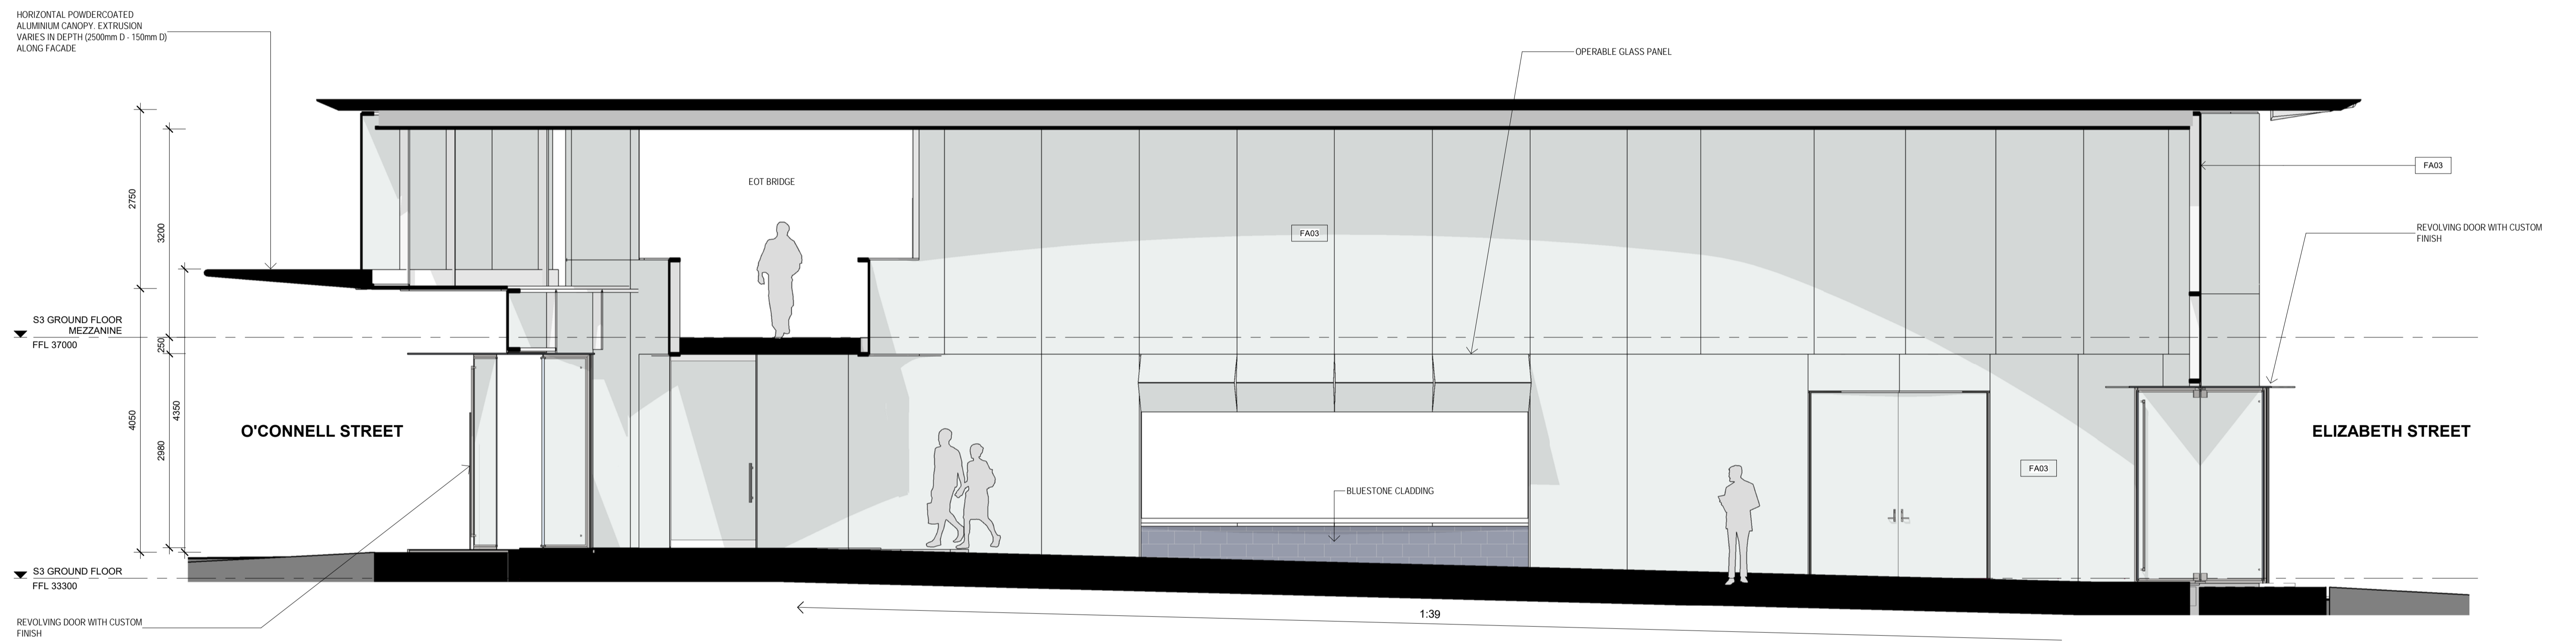 HORIZONTAL POWDERCOATED
ALUMINIUM CANOPY. EXTRUSION
VARIES IN DEPTH (2500mm D - 150mm D)
ALONG FACADE
OPERABLE GLASS PANEL
EOT BRIDGE
FA03
FA03
REVOLVING DOOR WITH CUSTOM
FINISH
2750
3200
S3 GROUND FLOOR
MEZZANINE
FFL 37000
250
4050
4350
2980
O'CONNELL STREET
ELIZABETH STREET
FA03
BLUESTONE CLADDING
S3 GROUND FLOOR
FFL 33300
1:39
REVOLVING DOOR WITH CUSTOM
FINISH